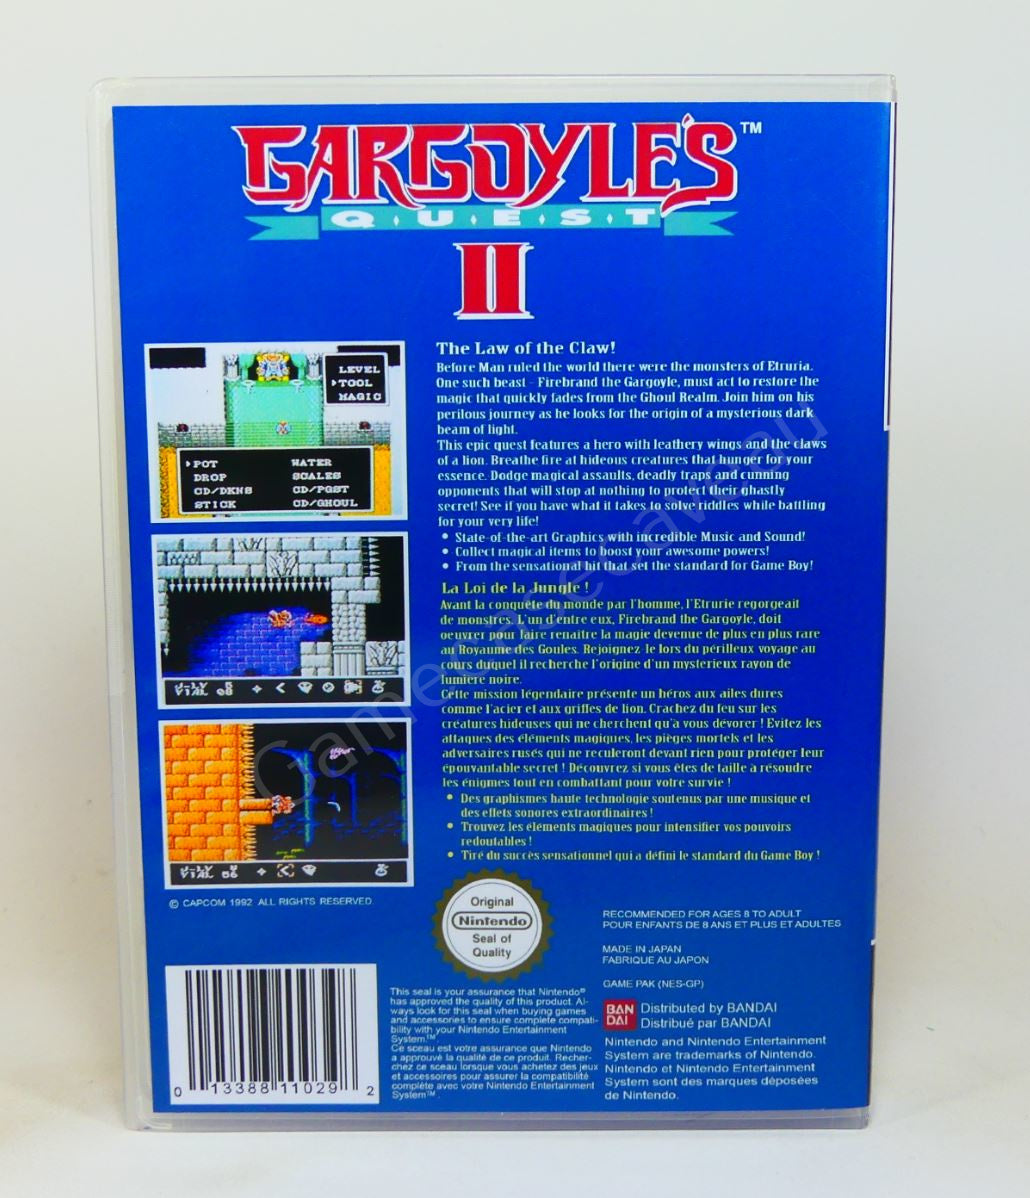 GARGOYLE'S™
QUEST
II
LEVEL
TOOL
MAGIC
POT WATER
DROP SCALES
CD/DKNS CD/PGST
STICK CD/GHOUL
VIAL 08
VIAL 56
© CAPCOM 1992 ALL RIGHTS RESERVED.
The Law of the Claw!
Before Man ruled the world there were the monsters of Etruria.
One such beast - Firebrand the Gargoyle, must act to restore the
magic that quickly fades from the Ghoul Realm. Join him on his
perilous journey as he looks for the origin of a mysterious dark
beam of light.
This epic quest features a hero with leathery wings and the claws
of a lion. Breathe fire at hideous creatures that hunger for your
essence. Dodge magical assaults, deadly traps and cunning
opponents that will stop at nothing to protect their ghastly
secret! See if you have what it takes to solve riddles while battling
for your very life!
• State-of-the-art Graphics with incredible Music and Sound!
• Collect magical items to boost your awesome powers!
• From the sensational hit that set the standard for Game Boy!
La Loi de la Jungle !
Avant la conquête du monde par l'homme, l'Etrurie regorgeait
de monstres. L'un d'entre eux, Firebrand the Gargoyle, doit
oeuvrer pour faire renaitre la magie devenue de plus en plus rare
au Royaume des Goules. Rejoignez le lors du périlleux voyage au
cours duquel il recherche l'origine d'un mysterieux rayon de
lumiere noire.
Cette mission légendaire présente un héros aux ailes dures
comme l'acier et aux griffes de lion. Crachez du feu sur les
créatures hideuses qui ne cherchent qu'à vous dévorer ! Evitez les
attaques des éléments magiques, les pièges mortels et les
adversaires rusés qui ne reculeront devant rien pour protéger leur
épouvantable secret ! Découvrez si vous êtes de taille à résoudre
les énigmes tout en combattant pour votre survie !
• Des graphismes haute technologie soutenus par une musique et
des effets sonores extraordinaires !
• Trouvez les éléments magiques pour intensifier vos pouvoirs
redoutables !
• Tiré du succès sensationnel qui a défini le standard du Game Boy !
Original
Nintendo
Seal of
Quality
RECOMMENDED FOR AGES 8 TO ADULT
POUR ENFANTS DE 8 ANS ET PLUS ET ADULTES
MADE IN JAPAN
FABRIQUE AU JAPON
GAME PAK (NES-GP)
BAN
DAI
Distributed by BANDAI
Distribué par BANDAI
Nintendo and Nintendo Entertainment
System are trademarks of Nintendo.
Nintendo et Nintendo Entertainment
System sont des marques déposées
de Nintendo.
This seal is your assurance that Nintendo®
has approved the quality of this product. Al-
ways look for this seal when buying games
and accessories to ensure complete compati-
bility with your Nintendo Entertainment
System.™
Ce sceau est votre assurance que Nintendo
a approuvé la qualité de ce produit. Recher-
chez ce sceau lorsque vous achetez des jeux
et accessoires pour assurer la compatibilité
complète avec votre Nintendo Entertainment
System™.
0 13388 11029 2
Gamecasecaveau